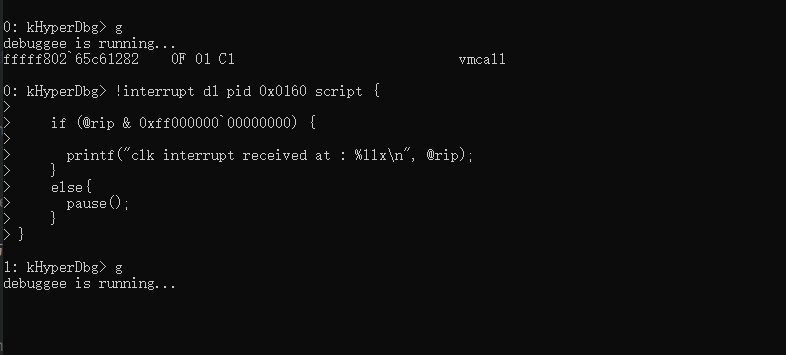 0: kHyperDbg> g
debuggee is running...
fffff802`65c61282    0F 01 C1                                    vmcall
0: kHyperDbg> !interrupt d1 pid 0x0160 script {
>
>     if (@rip & 0xff000000`00000000) {
>
>       printf("clk interrupt received at : %llx\n", @rip);
>     }
>     else{
>       pause();
>     }
> }
1: kHyperDbg> g
debuggee is running...